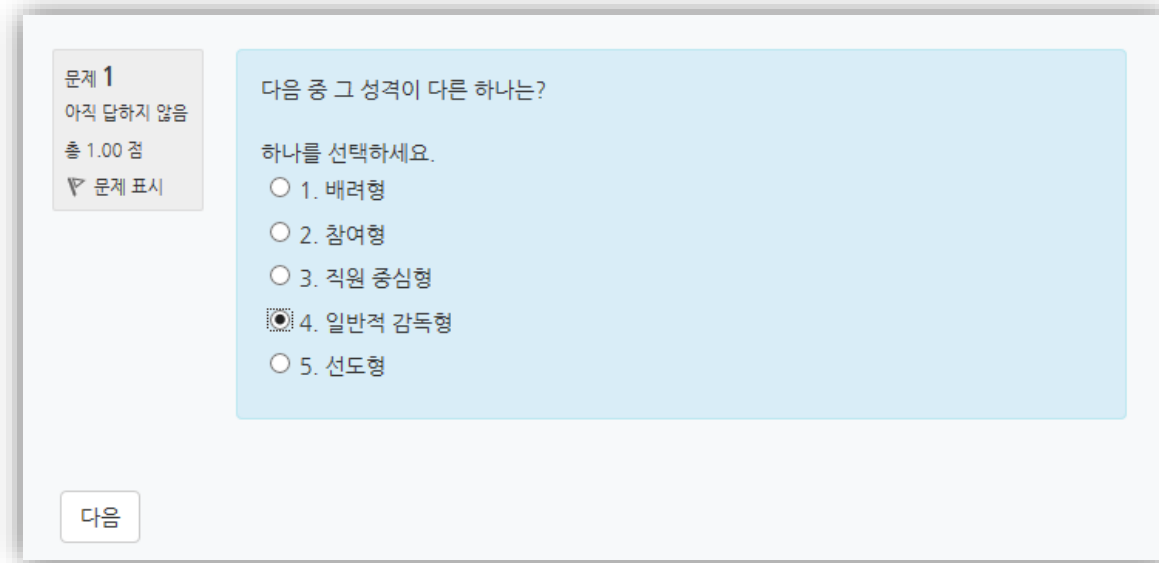 문제 1
아직 답하지 않음
총 1.00 점
문제 표시
다음 중 그 성격이 다른 하나는?
하나를 선택하세요.
1. 배려형
2. 참여형
3. 직원 중심형
4. 일반적 감독형
5. 선도형
다음